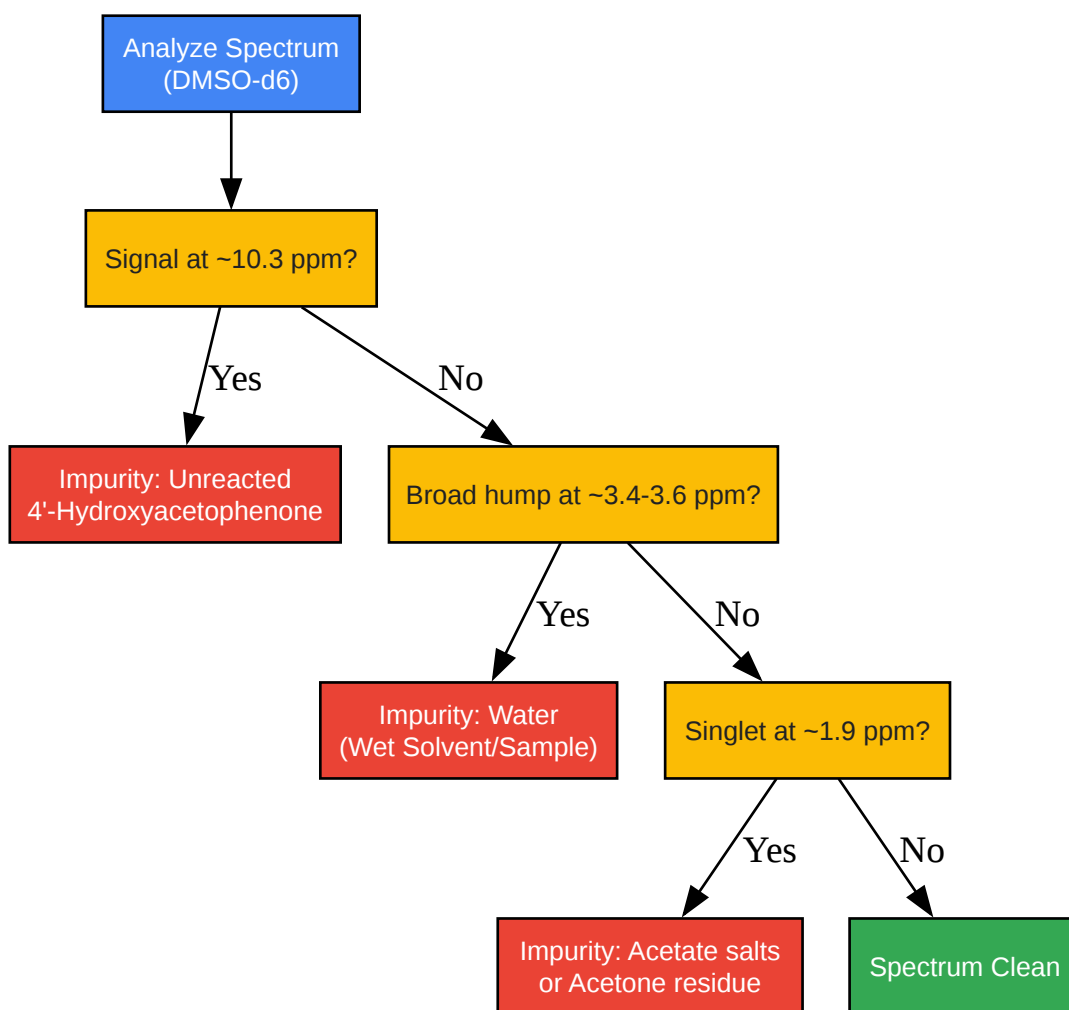 Analyze Spectrum
(DMSO-d6)
Signal at ~10.3 ppm?
Yes
No
Impurity: Unreacted
4'-Hydroxyacetophenone
Broad hump at ~3.4-3.6 ppm?
Yes
No
Impurity: Water
(Wet Solvent/Sample)
Singlet at ~1.9 ppm?
Yes
No
Impurity: Acetate salts
or Acetone residue
Spectrum Clean